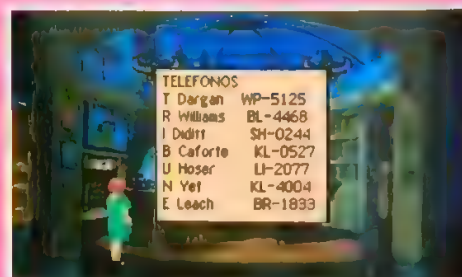 TELEFONOS
T Dargan WP-5125
R Williams BL-4468
I Diditt SH-0244
B Caforte KL-0527
U Hoser LI-2077
N Yet KL-4004
E Leach BR-1833